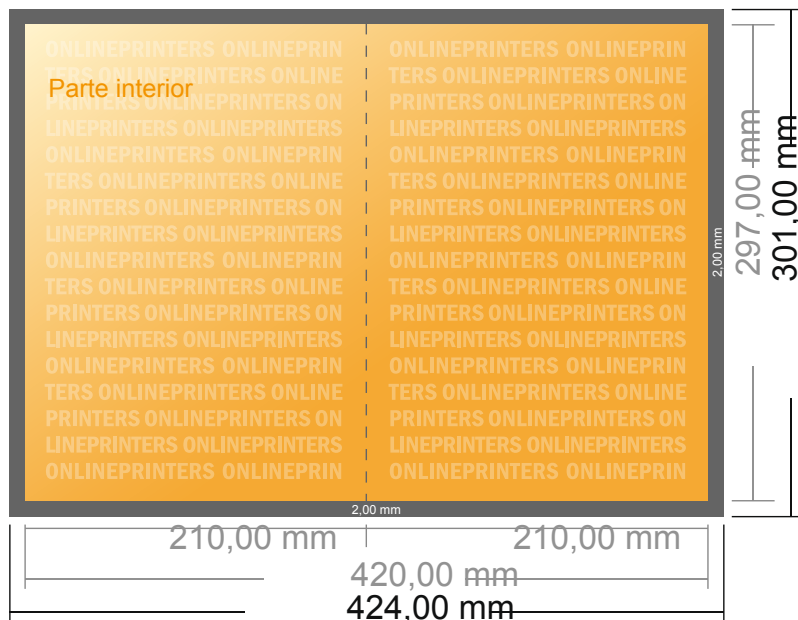 ONLINEPRINTERS ONLINEPRIN
TERS ONLINEPRINTERS ONLINE
Parte interior
PRINTERS ONLINEPRINTERS ON
LINEPRINTERS ONLINEPRINTERS
ONLINEPRINTERS ONLINEPRIN
TERS ONLINEPRINTERS ONLINE
PRINTERS ONLINEPRINTERS ON
LINEPRINTERS ONLINEPRINTERS
ONLINEPRINTERS ONLINEPRIN
TERS ONLINEPRINTERS ONLINE
PRINTERS ONLINEPRINTERS ON
LINEPRINTERS ONLINEPRINTERS
ONLINEPRINTERS ONLINEPRIN
TERS ONLINEPRINTERS ONLINE
PRINTERS ONLINEPRINTERS ON
LINEPRINTERS ONLINEPRINTERS
ONLINEPRINTERS ONLINEPRIN
ONLINEPRINTERS ONLINEPRIN
TERS ONLINEPRINTERS ONLINE
PRINTERS ONLINEPRINTERS ON
LINEPRINTERS ONLINEPRINTERS
ONLINEPRINTERS ONLINEPRIN
TERS ONLINEPRINTERS ONLINE
PRINTERS ONLINEPRINTERS ON
LINEPRINTERS ONLINEPRINTERS
ONLINEPRINTERS ONLINEPRIN
TERS ONLINEPRINTERS ONLINE
PRINTERS ONLINEPRINTERS ON
LINEPRINTERS ONLINEPRINTERS
ONLINEPRINTERS ONLINEPRIN
TERS ONLINEPRINTERS ONLINE
PRINTERS ONLINEPRINTERS ON
LINEPRINTERS ONLINEPRINTERS
ONLINEPRINTERS ONLINEPRIN
2,00 mm
297,00 mm
301,00 mm
2,00 mm
210,00 mm
210,00 mm
420,00 mm
424,00 mm